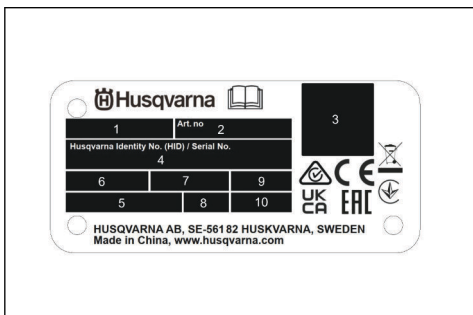 Husqvarna
1
Art. no
2
3
Husqvarna Identity No. (HID) / Serial No.
4
6
7
9
5
8
10
CE
UK
CA
EAC
HUSQVARNA AB, SE-561 82 HUSKVARNA, SWEDEN
Made in China, www.husqvarna.com